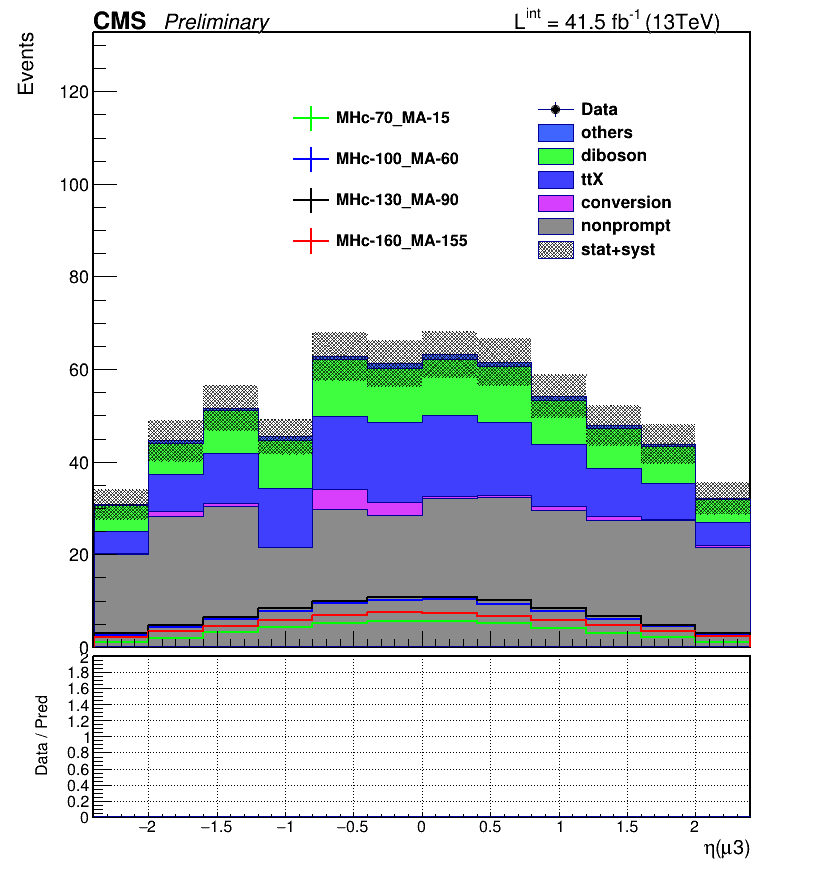 CMS Preliminary L^int = 41.5 fb^-1 (13TeV)
Events
120
100
80
60
40
20
0
MHc-70_MA-15
MHc-100_MA-60
MHc-130_MA-90
MHc-160_MA-155
Data
others
diboson
ttX
conversion
nonprompt
stat+syst
Data / Pred
2
1.8
1.6
1.4
1.2
1
0.8
0.6
0.4
0.2
0
−2 −1.5 −1 −0.5 0 0.5 1 1.5 2
η(μ3)